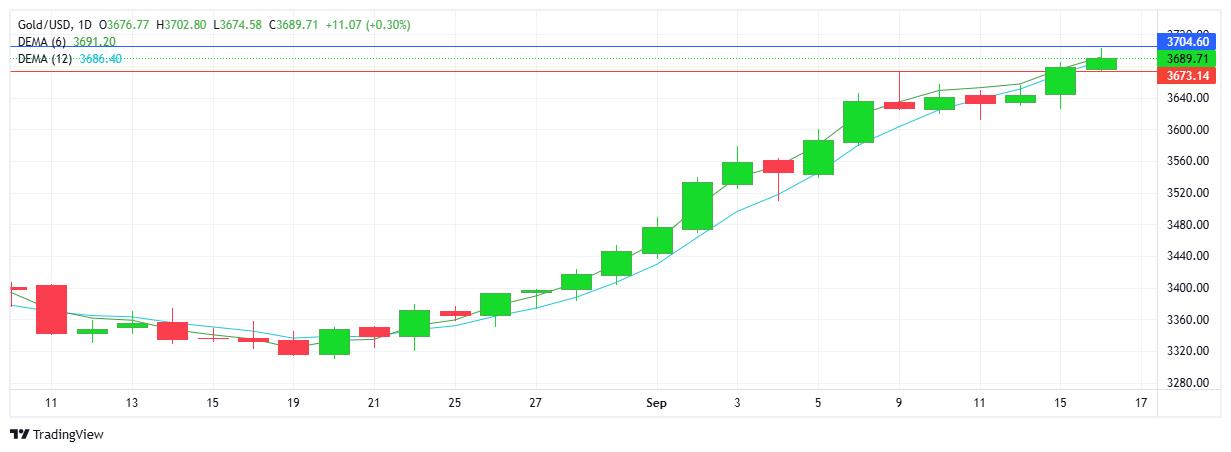 Gold/USD, 1D O3676.77 H3702.80 L3674.58 C3689.71 +11.07 (+0.30%)
DEMA (6) 3691.20
DEMA (12) 3686.40
3704.60
3689.71
3673.14
3640.00
3600.00
3560.00
3520.00
3480.00
3440.00
3400.00
3360.00
3320.00
3280.00
11 13 15 19 21 25 27 Sep 3 5 9 11 15 17
TradingView